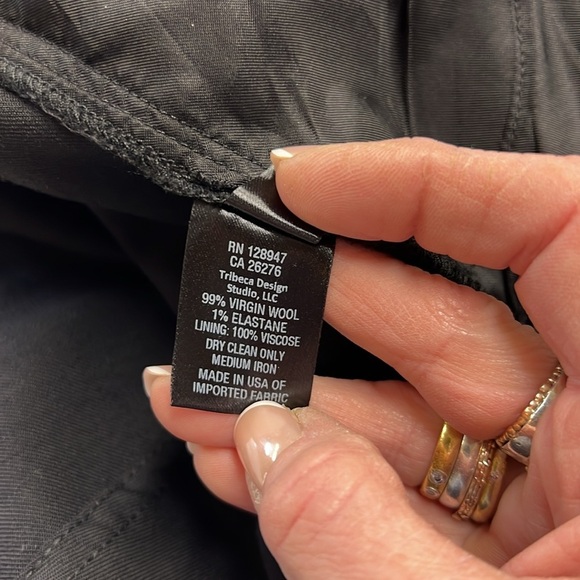 RN 128947
CA 26276
Tribeca Design
Studio, LLC
99% VIRGIN WOOL
1% ELASTANE
LINING: 100% VISCOSE
DRY CLEAN ONLY
MEDIUM IRON
MADE IN USA OF
IMPORTED FABRIC